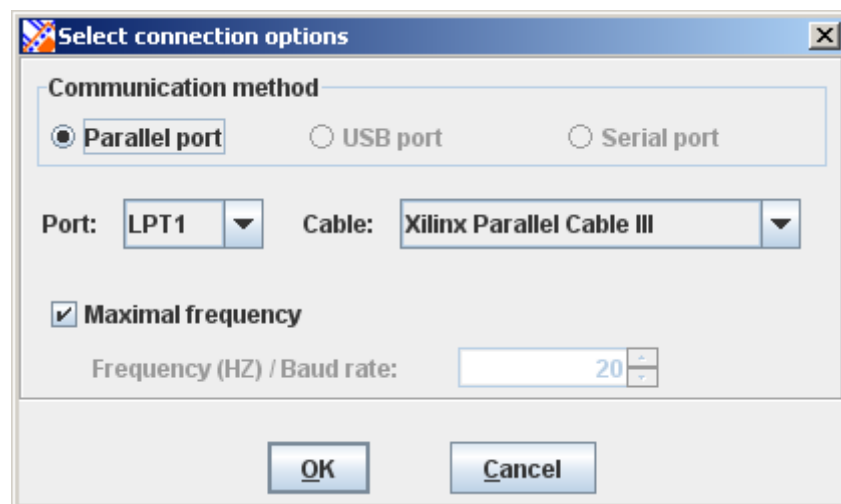 Select connection options
Communication method
Parallel port USB port Serial port
Port: LPT1 Cable: Xilinx Parallel Cable III
Maximal frequency
Frequency (HZ) / Baud rate: 20
OK Cancel